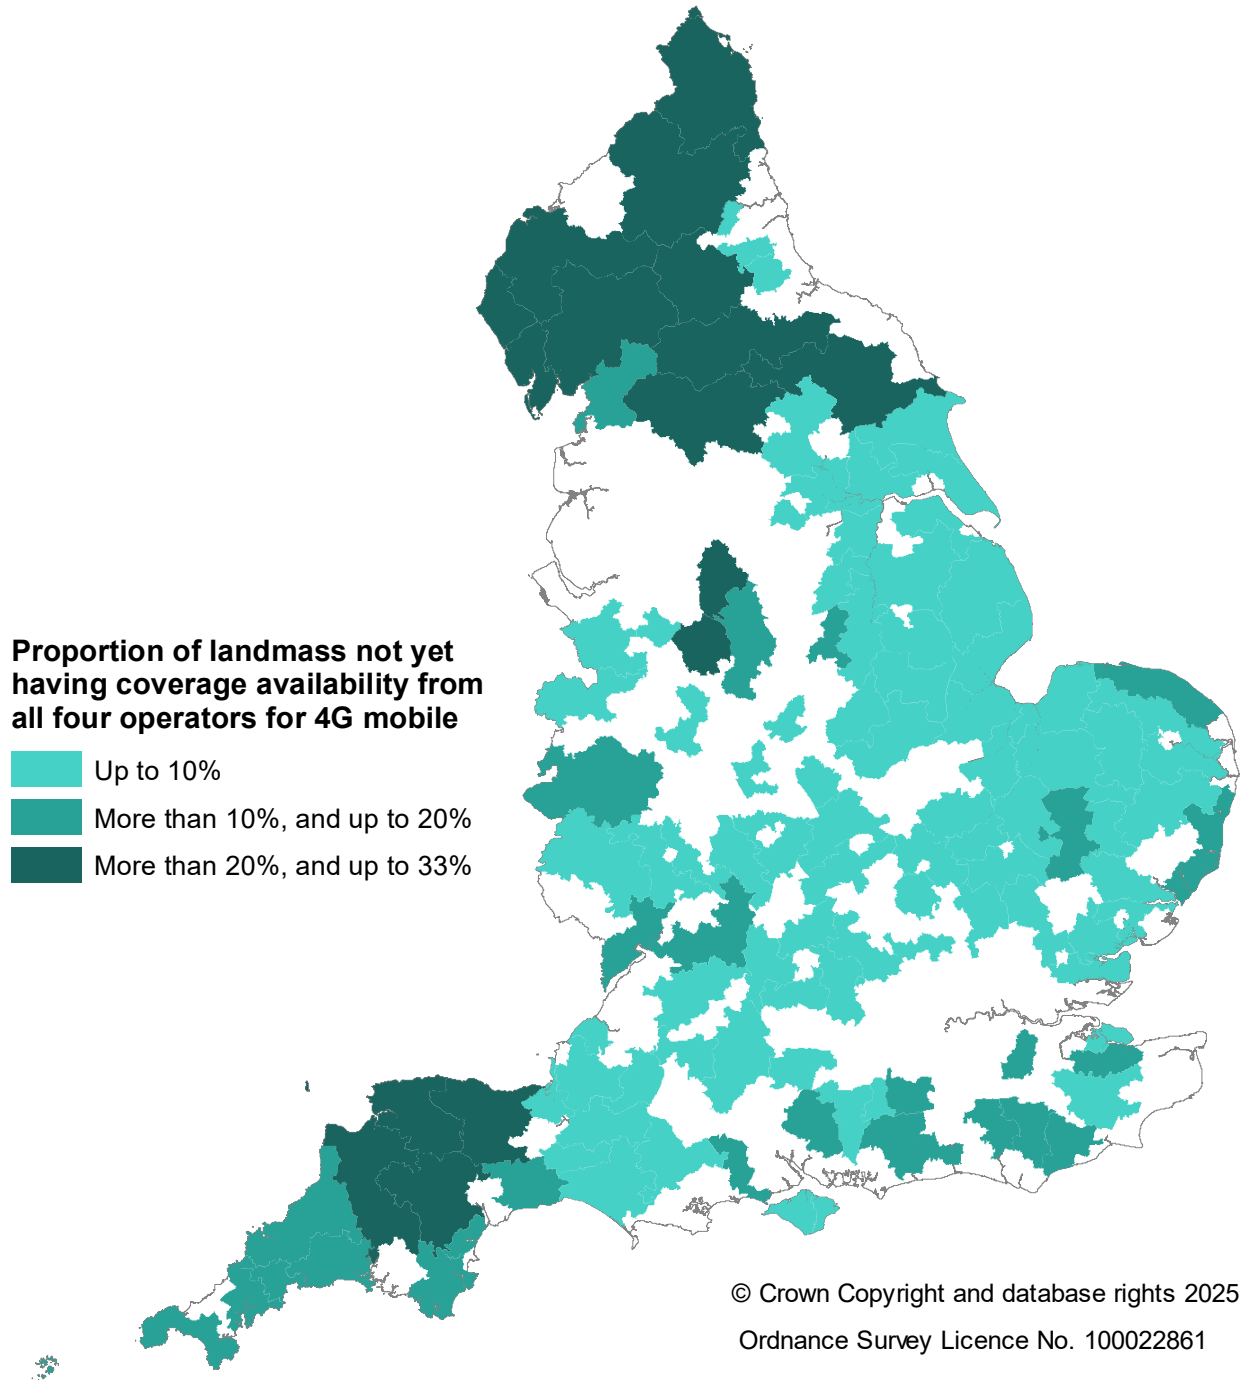 Proportion of landmass not yet
having coverage availability from
all four operators for 4G mobile
Up to 10%
More than 10%, and up to 20%
More than 20%, and up to 33%
© Crown Copyright and database rights 2025
Ordnance Survey Licence No. 100022861